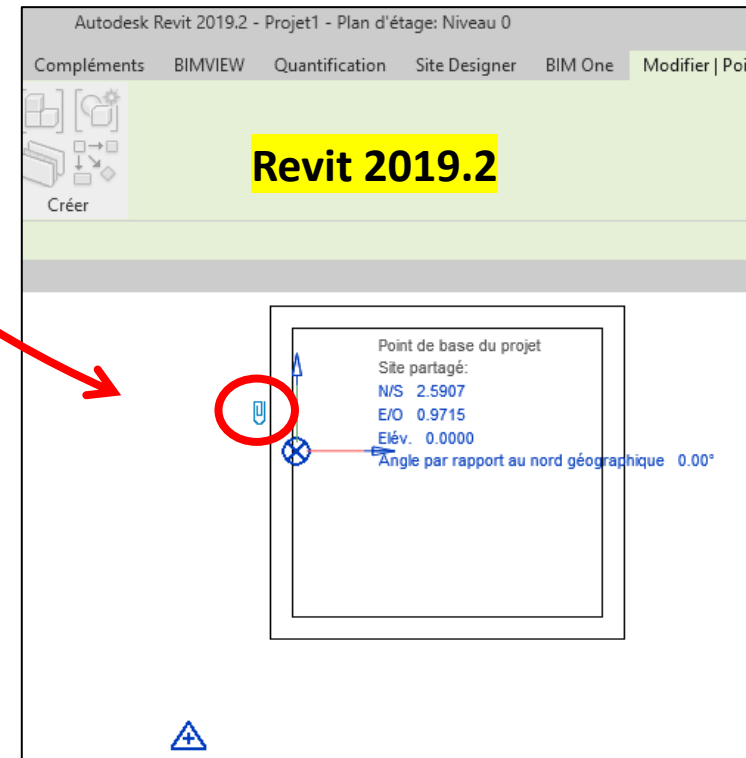 Autodesk Revit 2019.2 - Projet1 - Plan d'étage: Niveau 0
Compléments BIMVIEW Quantification Site Designer BIM One Modifier | Poi
Créer
Revit 2019.2
Point de base du projet
Site partagé:
N/S 2.5907
E/O 0.9715
Elév. 0.0000
Angle par rapport au nord géographique 0.00°